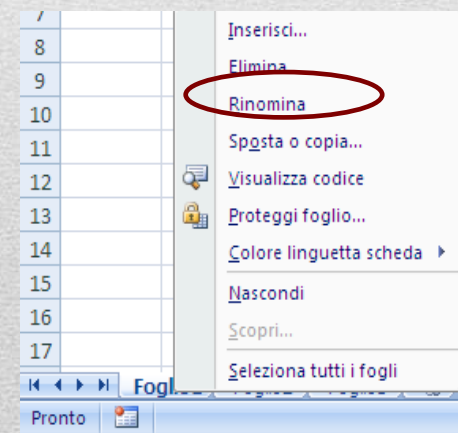 Inserisci...
8
Elimina
9
Rinomina
10
Sposta o copia...
11
Visualizza codice
12
Proteggi foglio...
13
Colore linguetta scheda
14
15
Nascondi
16
Scopri...
17
Seleziona tutti i fogli
Pronto